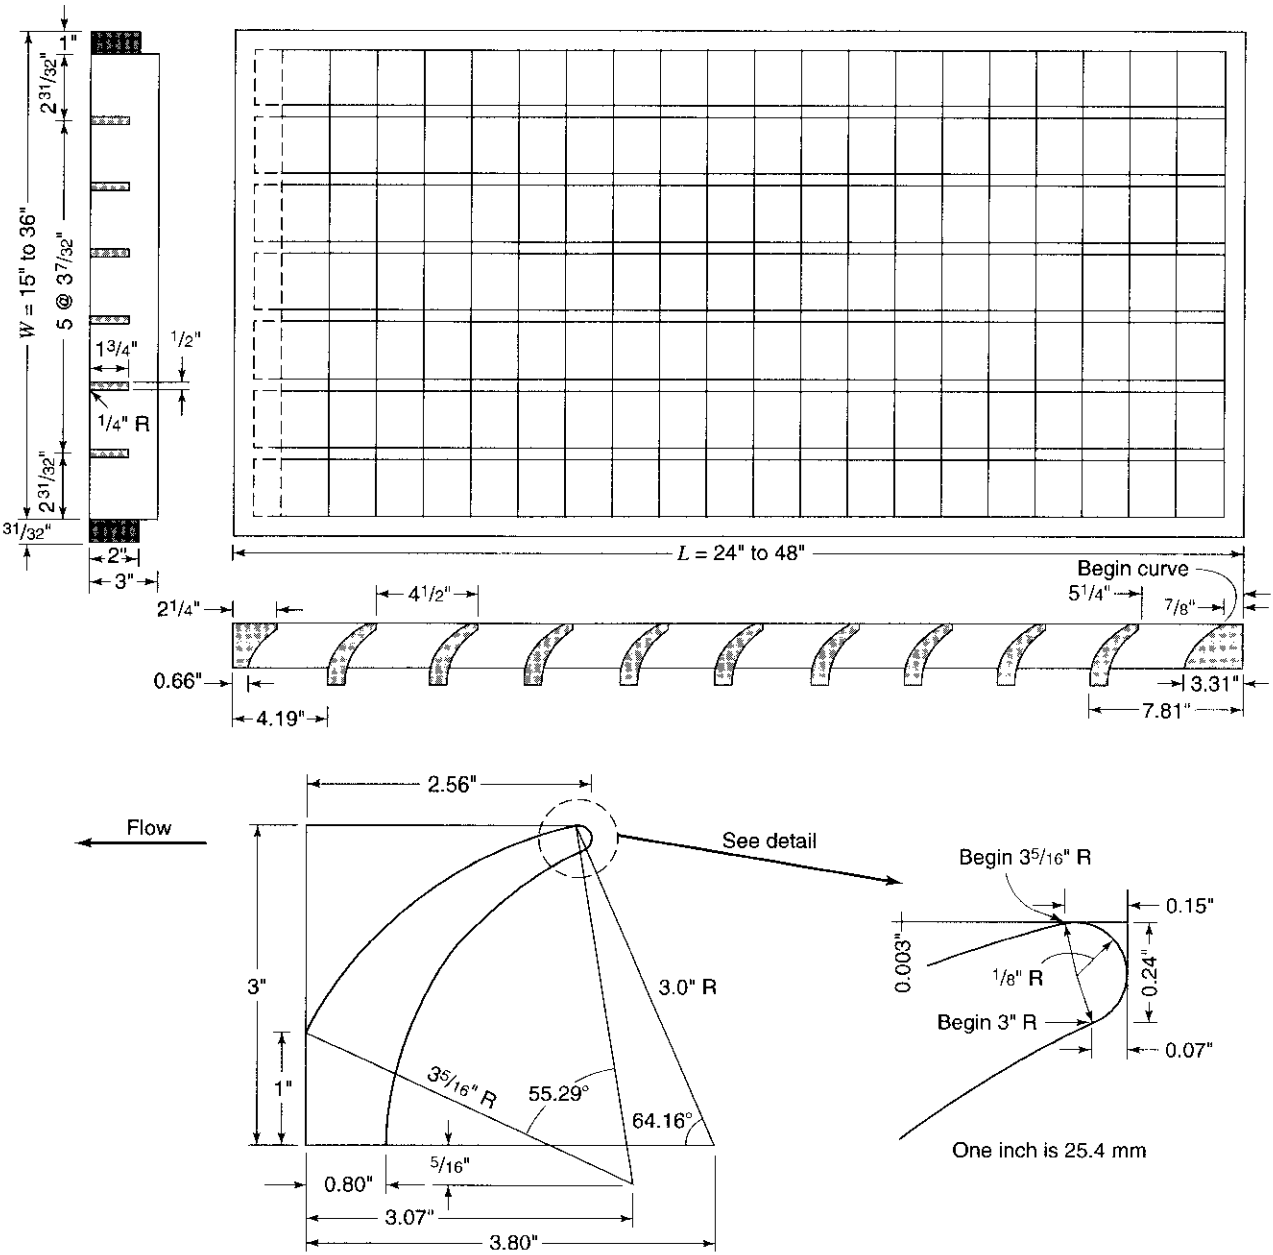 1"
2 31/32"
W = 15" to 36"
5 @ 3 7/32"
1 3/4"
1/2"
1/4" R
2 31/32"
31/32"
2"
3"
L = 24" to 48"
Begin curve
2 1/4"
4 1/2"
5 1/4"
7/8"
0.66"
3.31"
4.19"
7.81"
2.56"
Flow
See detail
Begin 3 5/16" R
0.15"
0.003"
3"
3.0" R
1/8" R
0.24"
Begin 3" R
0.07"
1"
3 5/16" R
55.29°
64.16°
5/16"
0.80"
One inch is 25.4 mm
3.07"
3.80"